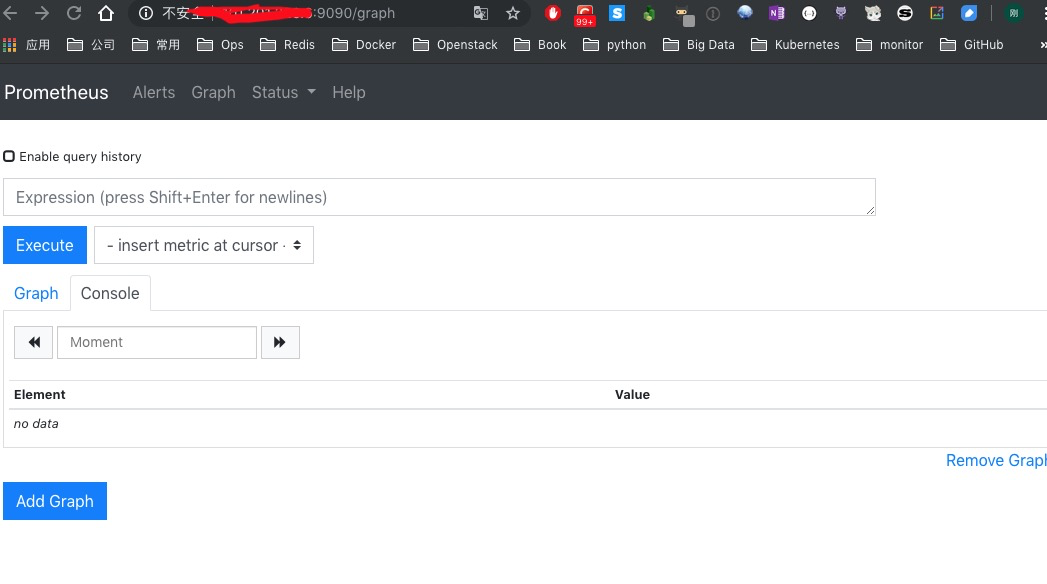 不安全 :9090/graph
99+
刚
应用 公司 常用 Ops Redis Docker Openstack Book python Big Data Kubernetes monitor GitHub »
Prometheus Alerts Graph Status Help
Enable query history
Expression (press Shift+Enter for newlines)
Execute - insert metric at cursor -
Graph Console
Moment
Element Value
no data
Remove Graph
Add Graph